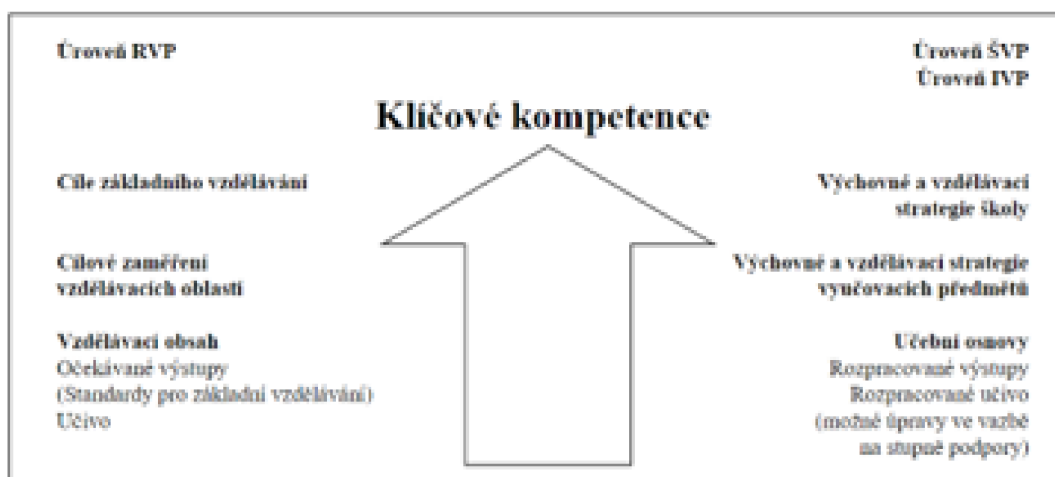 Úroveň RVP
Úroveň ŠVP
Úroveň IVP
Klíčové kompetence
Cíle základního vzdělávání
Výchovné a vzdělávací
strategie školy
Cílové zaměření
vzdělávacích oblastí
Výchovné a vzdělávací strategie
vyučovacích předmětů
Vzdělávací obsah
Očekávané výstupy
(Standardy pro základní vzdělávání)
Učivo
Učební osnovy
Rozpracované výstupy
Rozpracované učivo
(možné úpravy ve vazbě
na stupně podpory)